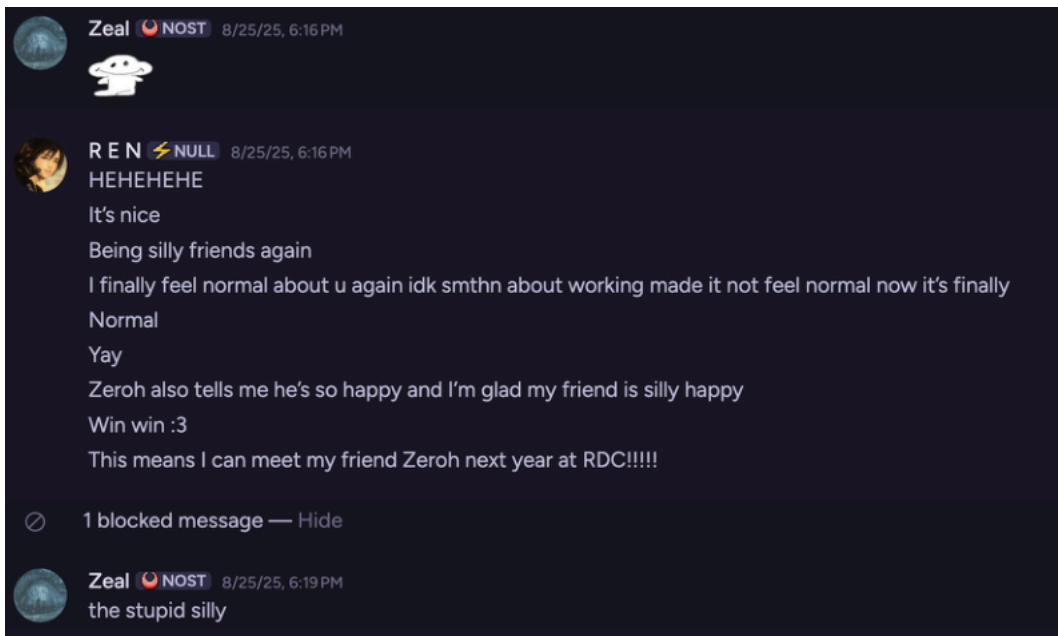 Zeal NOST 8/25/25, 6:16 PM
R E N NULL 8/25/25, 6:16 PM
HEHEHEHE
It’s nice
Being silly friends again
I finally feel normal about u again idk smthn about working made it not feel normal now it’s finally
Normal
Yay
Zeroh also tells me he’s so happy and I’m glad my friend is silly happy
Win win :3
This means I can meet my friend Zeroh next year at RDC!!!!!
1 blocked message — Hide
Zeal NOST 8/25/25, 6:19 PM
the stupid silly